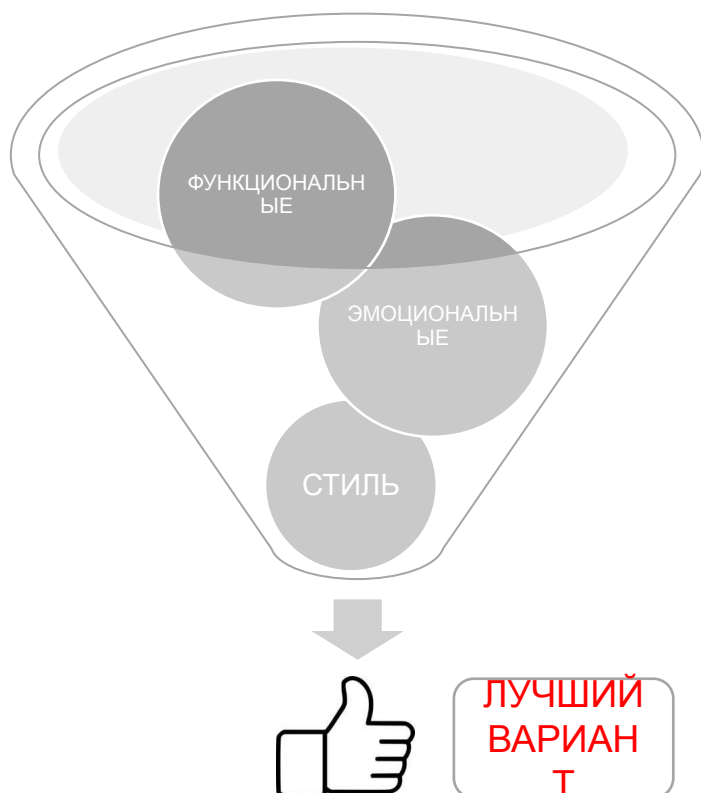 ФУНКЦИОНАЛЬН
ЫЕ
ЭМОЦИОНАЛЬН
ЫЕ
СТИЛЬ
ЛУЧШИЙ
ВАРИАН
Т